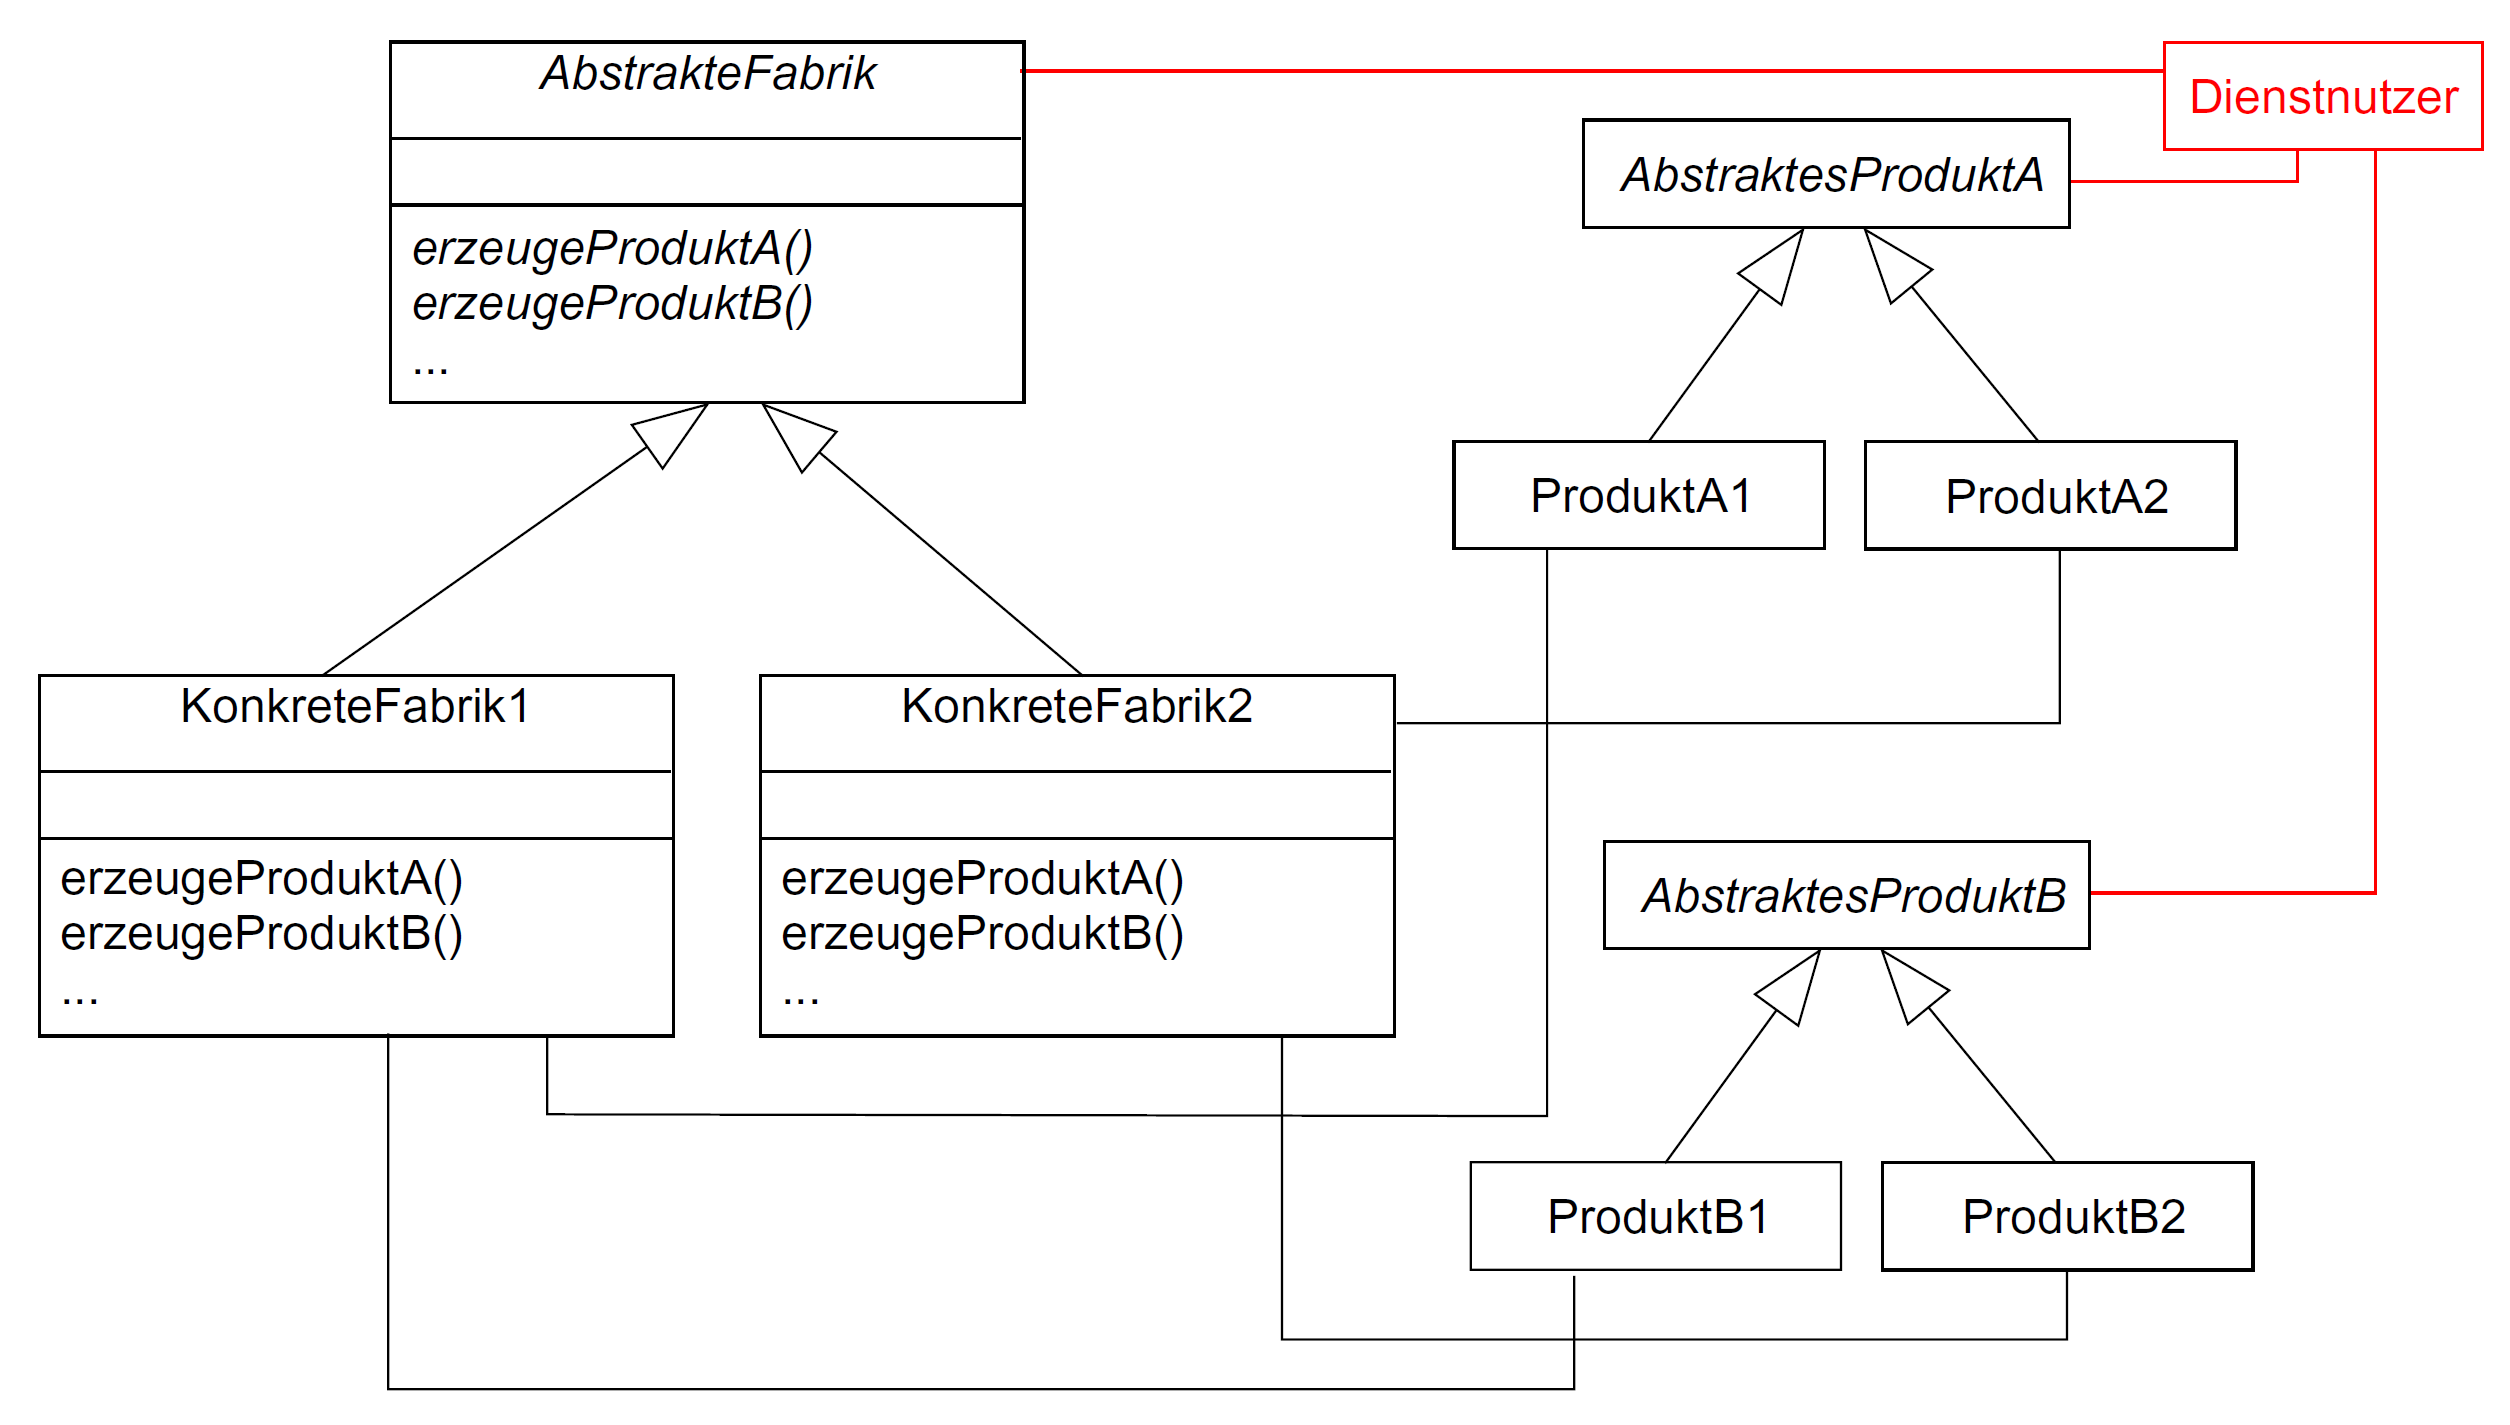 AbstrakteFabrik
erzeugeProduktA()
erzeugeProduktB()
...
Dienstnutzer
AbstraktesProduktA
ProduktA1
ProduktA2
KonkreteFabrik1
erzeugeProduktA()
erzeugeProduktB()
...
KonkreteFabrik2
erzeugeProduktA()
erzeugeProduktB()
...
AbstraktesProduktB
ProduktB1
ProduktB2